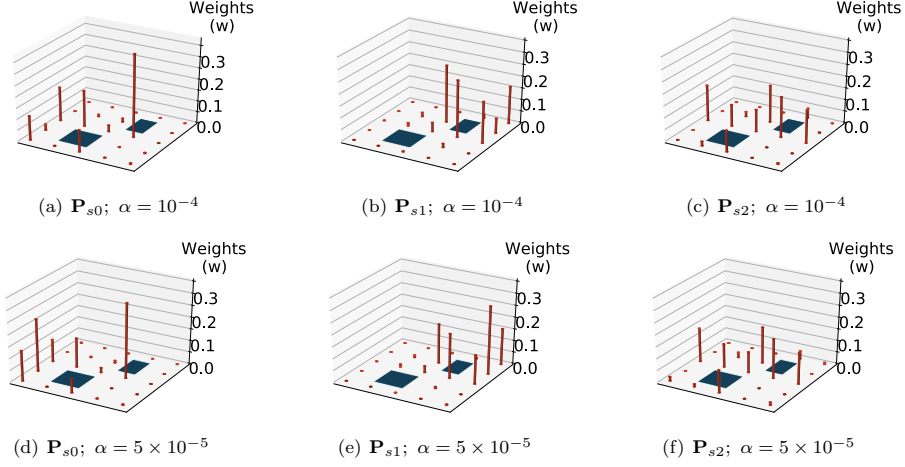 Weights
(w)
0.3
0.2
0.1
0.0
(a) P_{s0}; α = 10^{-4}
Weights
(w)
0.3
0.2
0.1
0.0
(b) P_{s1}; α = 10^{-4}
Weights
(w)
0.3
0.2
0.1
0.0
(c) P_{s2}; α = 10^{-4}
Weights
(w)
0.3
0.2
0.1
0.0
(d) P_{s0}; α = 5 × 10^{-5}
Weights
(w)
0.3
0.2
0.1
0.0
(e) P_{s1}; α = 5 × 10^{-5}
Weights
(w)
0.3
0.2
0.1
0.0
(f) P_{s2}; α = 5 × 10^{-5}